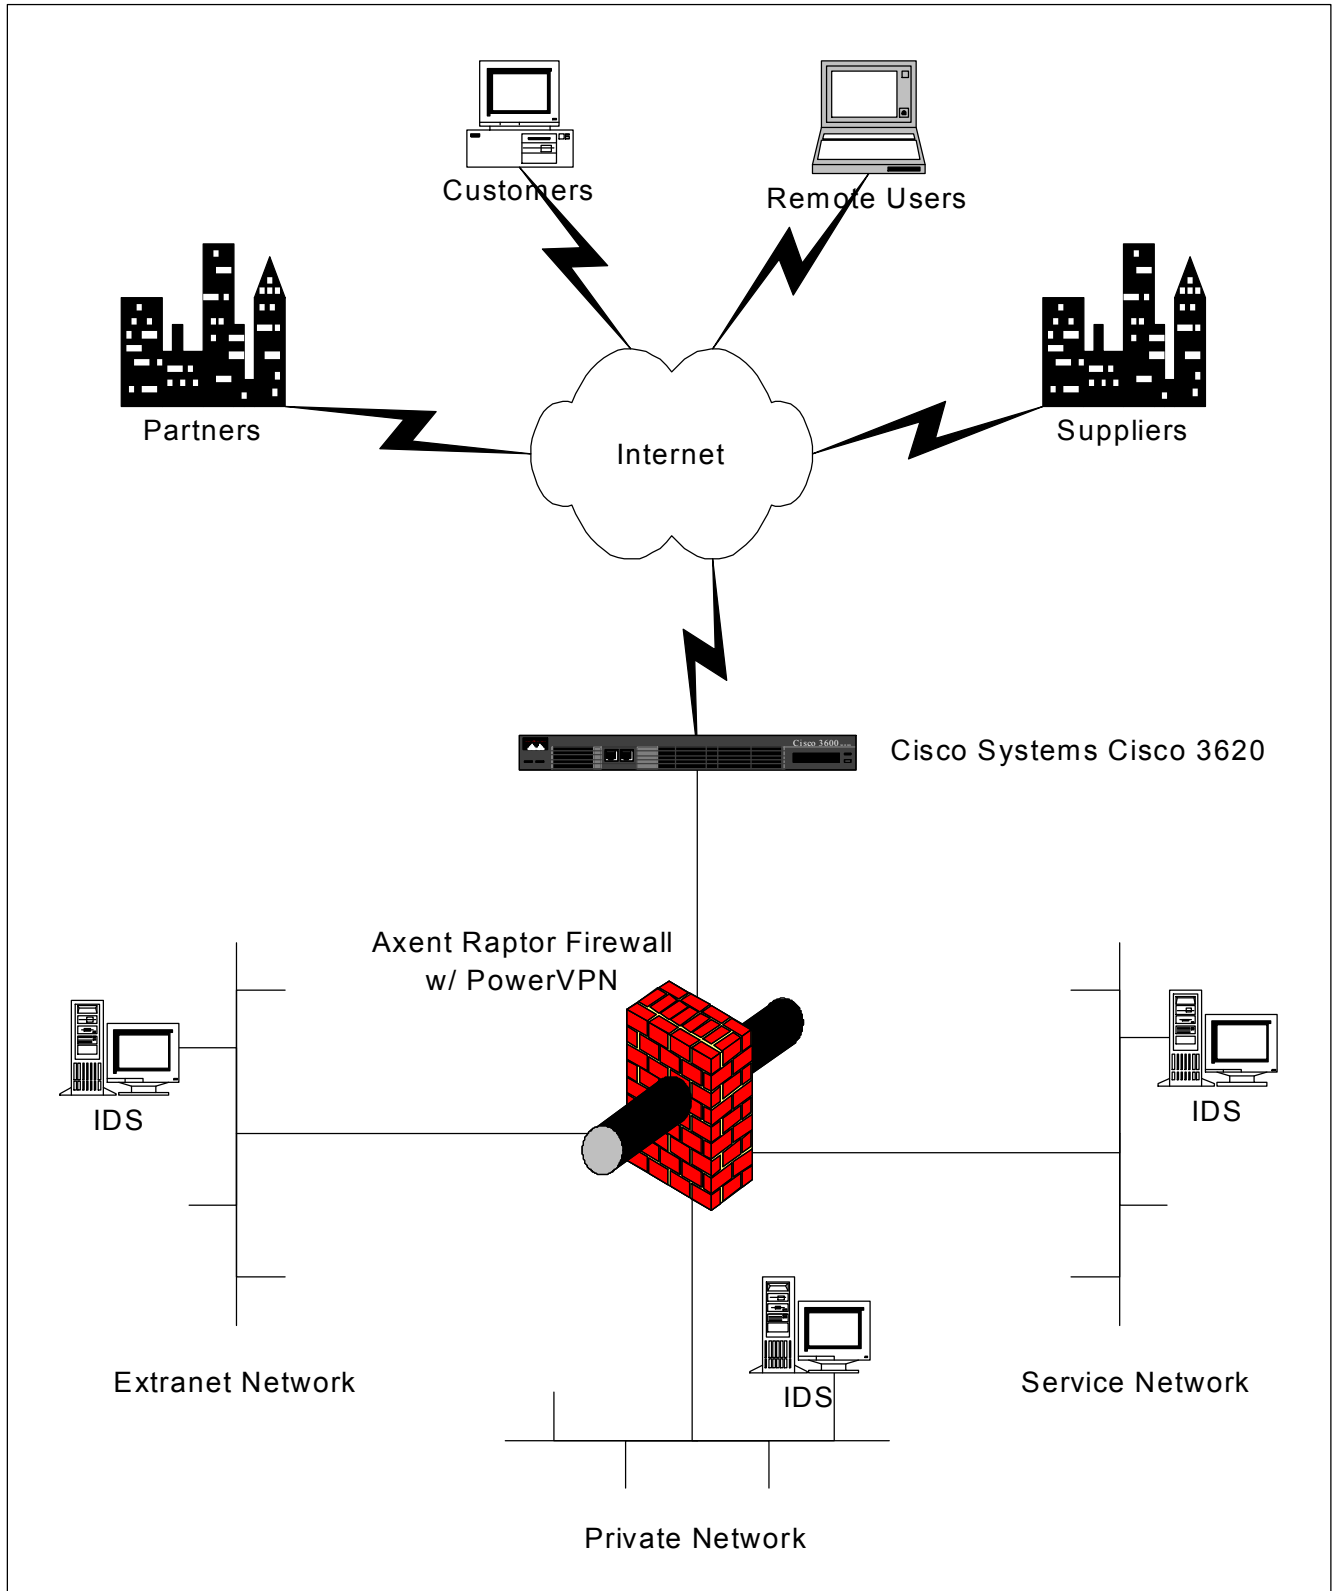 Customers
Remote Users
Partners
Suppliers
Internet
Cisco 3600
Cisco Systems Cisco 3620
Axent Raptor Firewall
w/ PowerVPN
IDS
IDS
IDS
Extranet Network
Service Network
Private Network